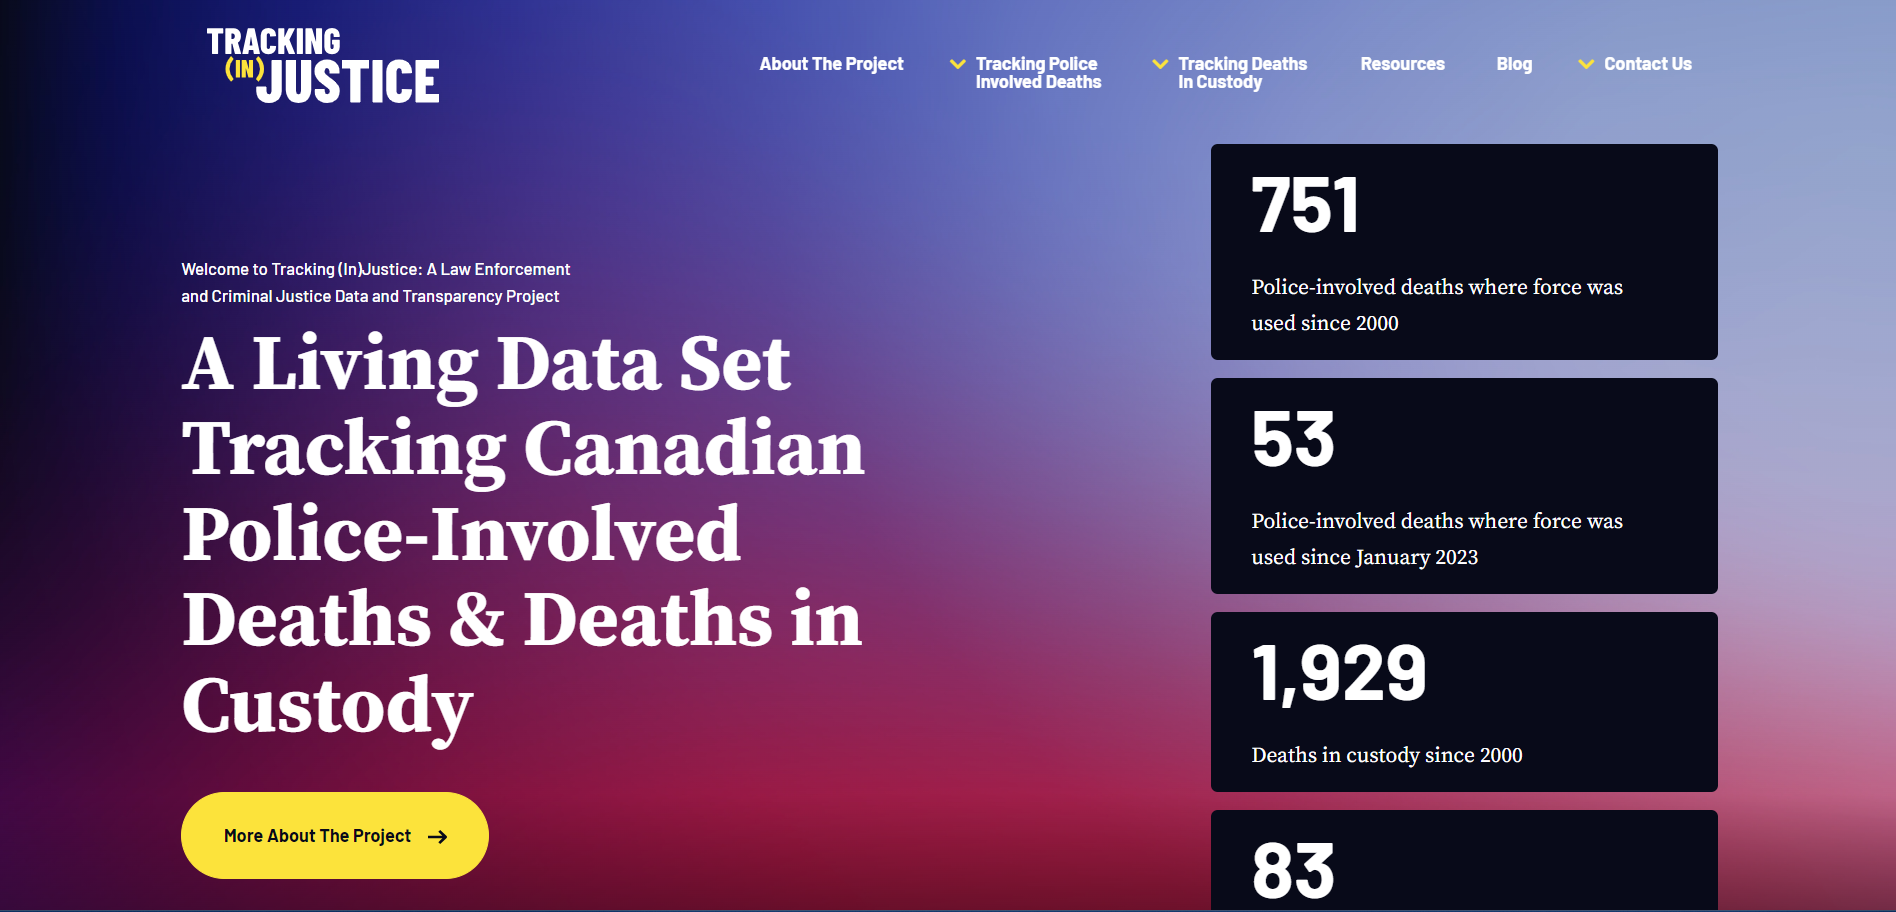 TRACKING
(IN)JUSTICE
About The Project
Tracking Police
Involved Deaths
Tracking Deaths
In Custody
Resources
Blog
Contact Us
Welcome to Tracking (In)Justice: A Law Enforcement
and Criminal Justice Data and Transparency Project
A Living Data Set
Tracking Canadian
Police-Involved
Deaths & Deaths in
Custody
More About The Project
751
Police-involved deaths where force was
used since 2000
53
Police-involved deaths where force was
used since January 2023
1,929
Deaths in custody since 2000
83